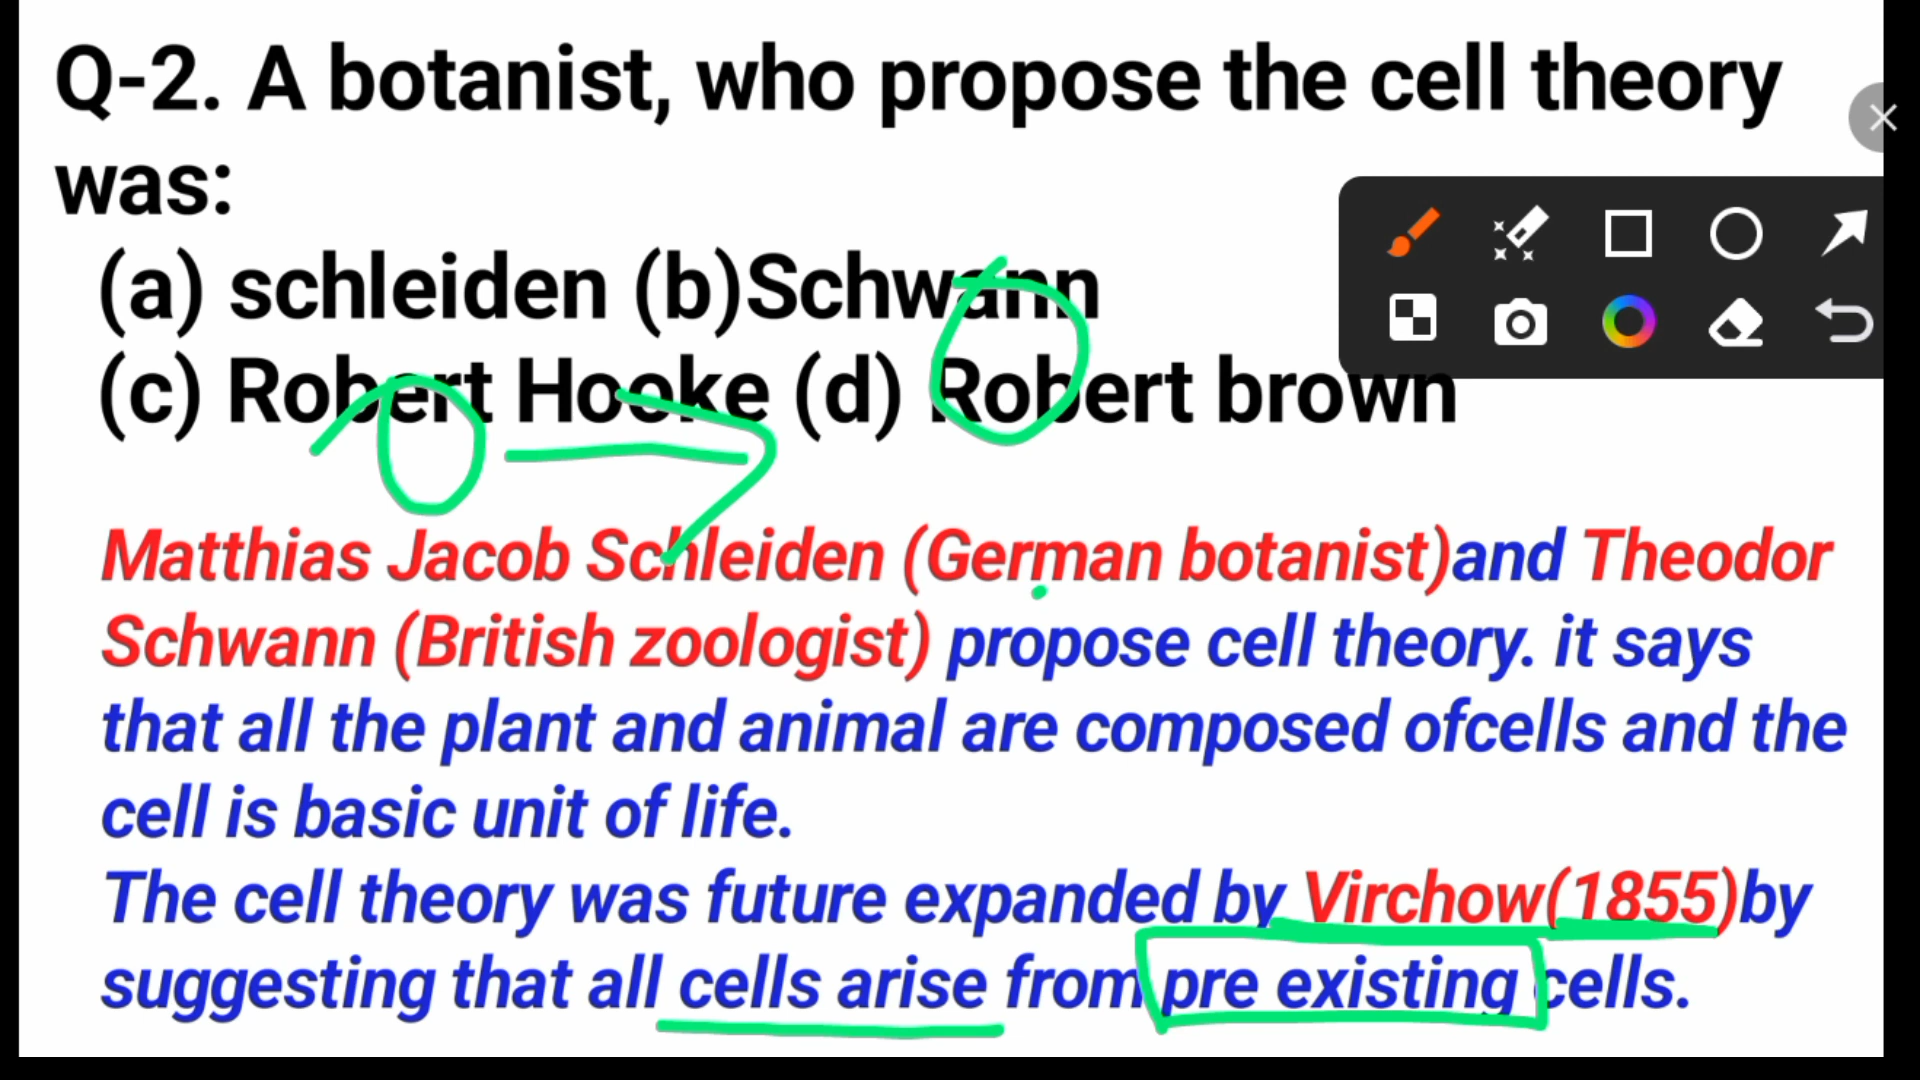 Q-2. A botanist, who propose the cell theory
was:
(a) schleiden (b)Schwann
(c) Robert Hooke (d) Robert brown
Matthias Jacob Schleiden (German botanist)and Theodor
Schwann (British zoologist) propose cell theory. it says
that all the plant and animal are composed ofcells and the
cell is basic unit of life.
The cell theory was future expanded by Virchow(1855)by
suggesting that all cells arise from pre existing cells.